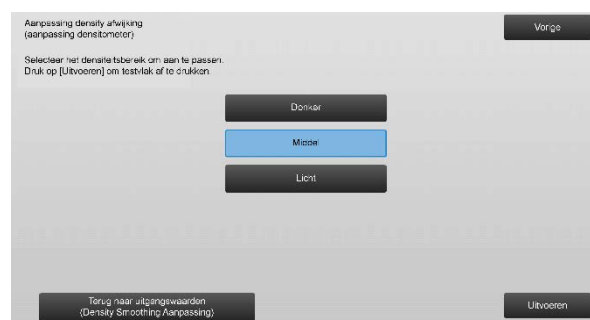 Aanpassing density afwijking
(aanpassing densitometer)
Vorige
Selecteer het densiteitsbereik om aan te passen.
Druk op [Uitvoeren] om testvlak af te drukken.
Donker
Middel
Licht
Terug naar uitgangswaarden
(Density Smoothing Aanpassing)
Uitvoeren